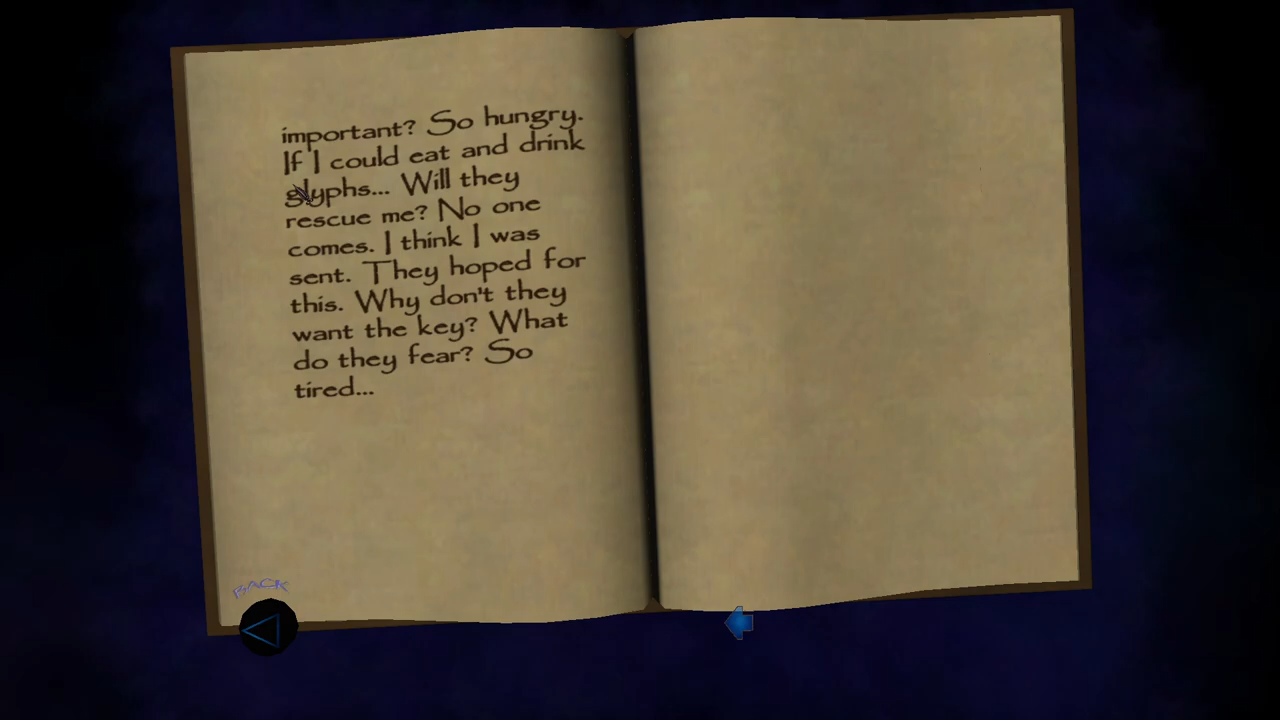 important? So hungry.
If I could eat and drink
glyphs... Will they
rescue me? No one
comes. I think I was
sent. They hoped for
this. Why don't they
want the key? What
do they fear? So
tired...
BACK